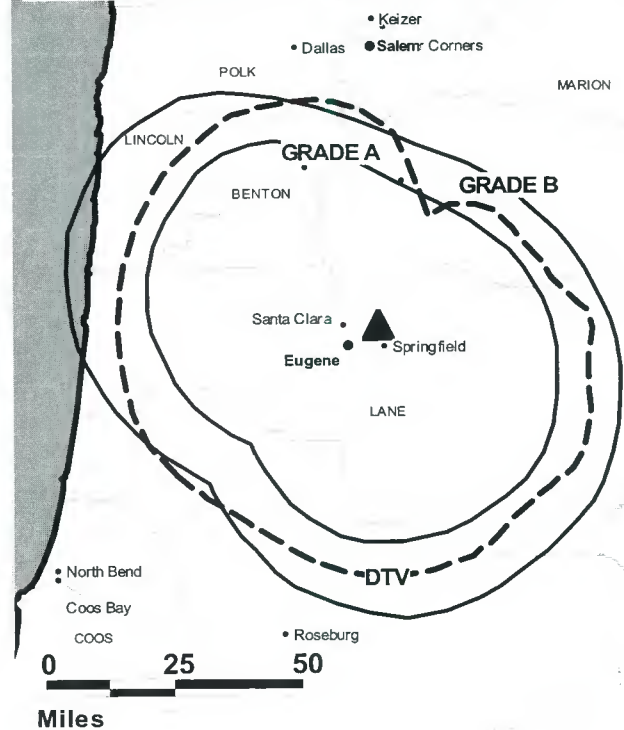 Keizer
Dallas
Salem Corners
POLK
MARION
LINCOLN
GRADE A
GRADE B
BENTON
Santa Clara
Eugene
Springfield
LANE
DTV
North Bend
Coos Bay
COOS
Roseburg
0 25 50
Miles